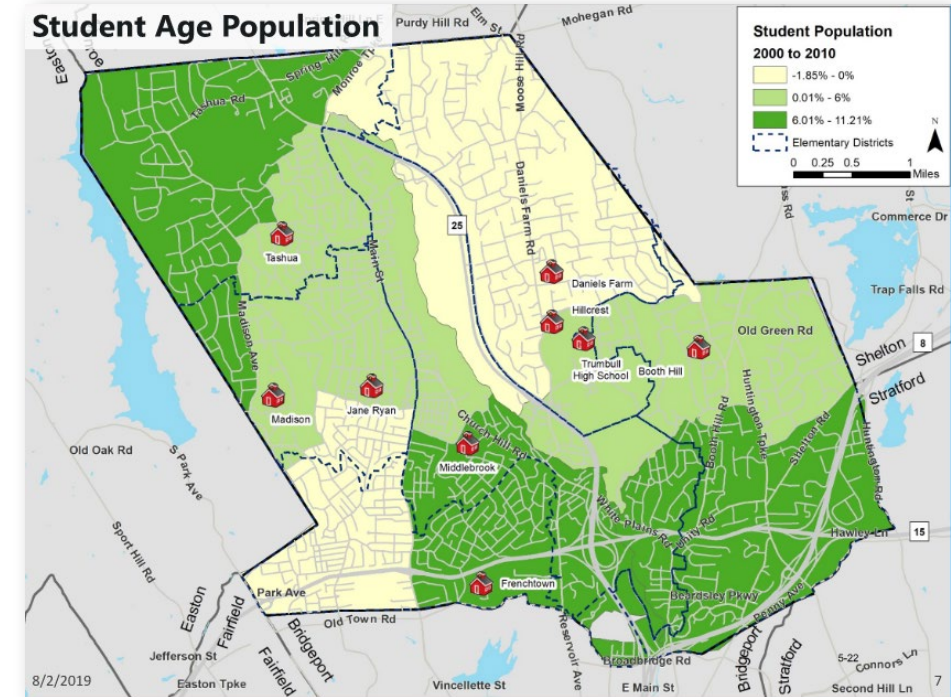 Student Age Population
Purdy Hill Rd
Elm St
Mohegan Rd
Moose Hill Rd
Easton
Spring Hill
Monroe Tpke
Tashua Rd
Student Population
2000 to 2010
-1.85% - 0%
0.01% - 6%
6.01% - 11.21%
Elementary Districts
N
0 0.25 0.5 1
Miles
Daniels Farm Rd
25
Main St
Tashua
Madison Ave
Commerce Dr
Trap Falls Rd
Daniels Farm
Hillcrest
Trumbull
High School
Booth Hill
Old Green Rd
Shelton
8
Stratford
Madison
Jane Ryan
Church Hill Rd
Middlebrook
Booth Hill Rd
Huntington Tpke
Shelton Rd
Huntington Rd
Old Oak Rd
S Park Ave
Sport Hill Rd
White Plains Rd
Unity Rd
Hawley Ln
15
Frenchtown
Park Ave
Beardsley Pkwy
Penny Ave
Old Town Rd
Easton
Fairfield
Fairfield
Bridgeport
Reservoir Ave
Broadbridge Rd
Bridgeport
Stratford
Jefferson St
Easton Tpke
Vincellette St
E Main St
5-22
Connors Ln
Second Hill Ln
8/2/2019
7